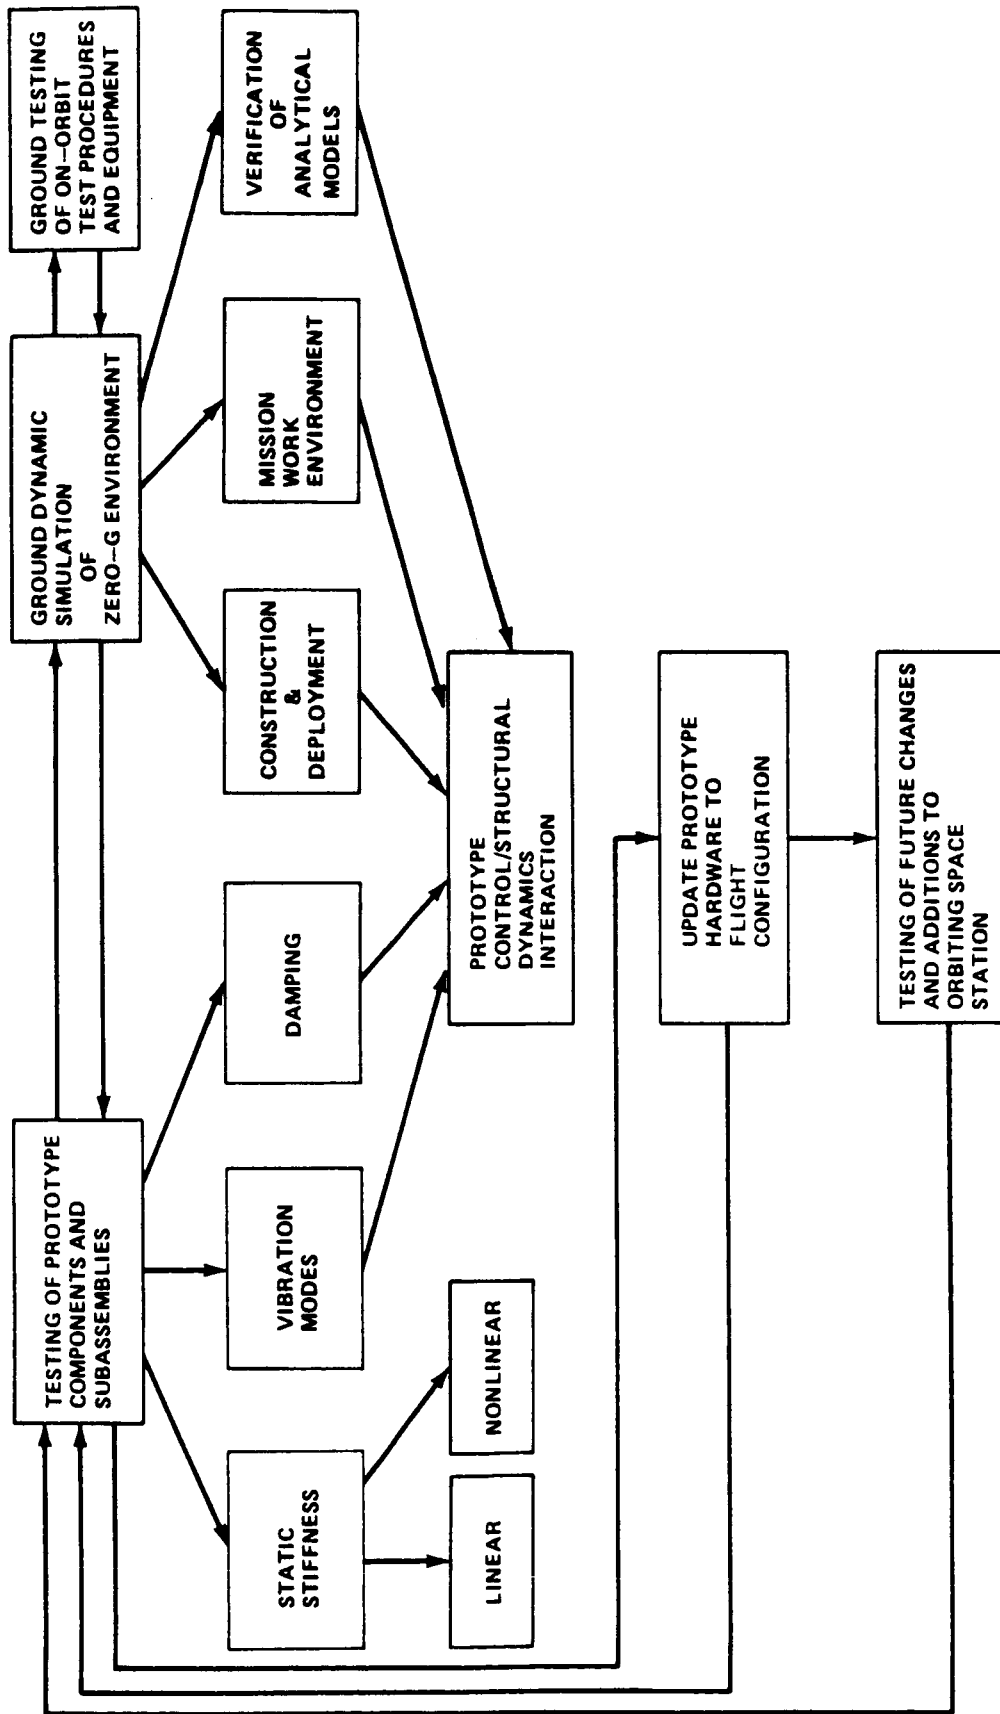 TESTING OF PROTOTYPE
COMPONENTS AND
SUBASSEMBLIES
GROUND DYNAMIC
SIMULATION
OF
ZERO-G ENVIRONMENT
GROUND TESTING
OF ON-ORBIT
TEST PROCEDURES
AND EQUIPMENT
STATIC
STIFFNESS
VIBRATION
MODES
DAMPING
CONSTRUCTION
&
DEPLOYMENT
MISSION
WORK
ENVIRONMENT
VERIFICATION
OF
ANALYTICAL
MODELS
LINEAR
NONLINEAR
PROTOTYPE
CONTROL/STRUCTURAL
DYNAMICS
INTERACTION
UPDATE PROTOTYPE
HARDWARE TO
FLIGHT
CONFIGURATION
TESTING OF FUTURE CHANGES
AND ADDITIONS TO
ORBITING SPACE
STATION